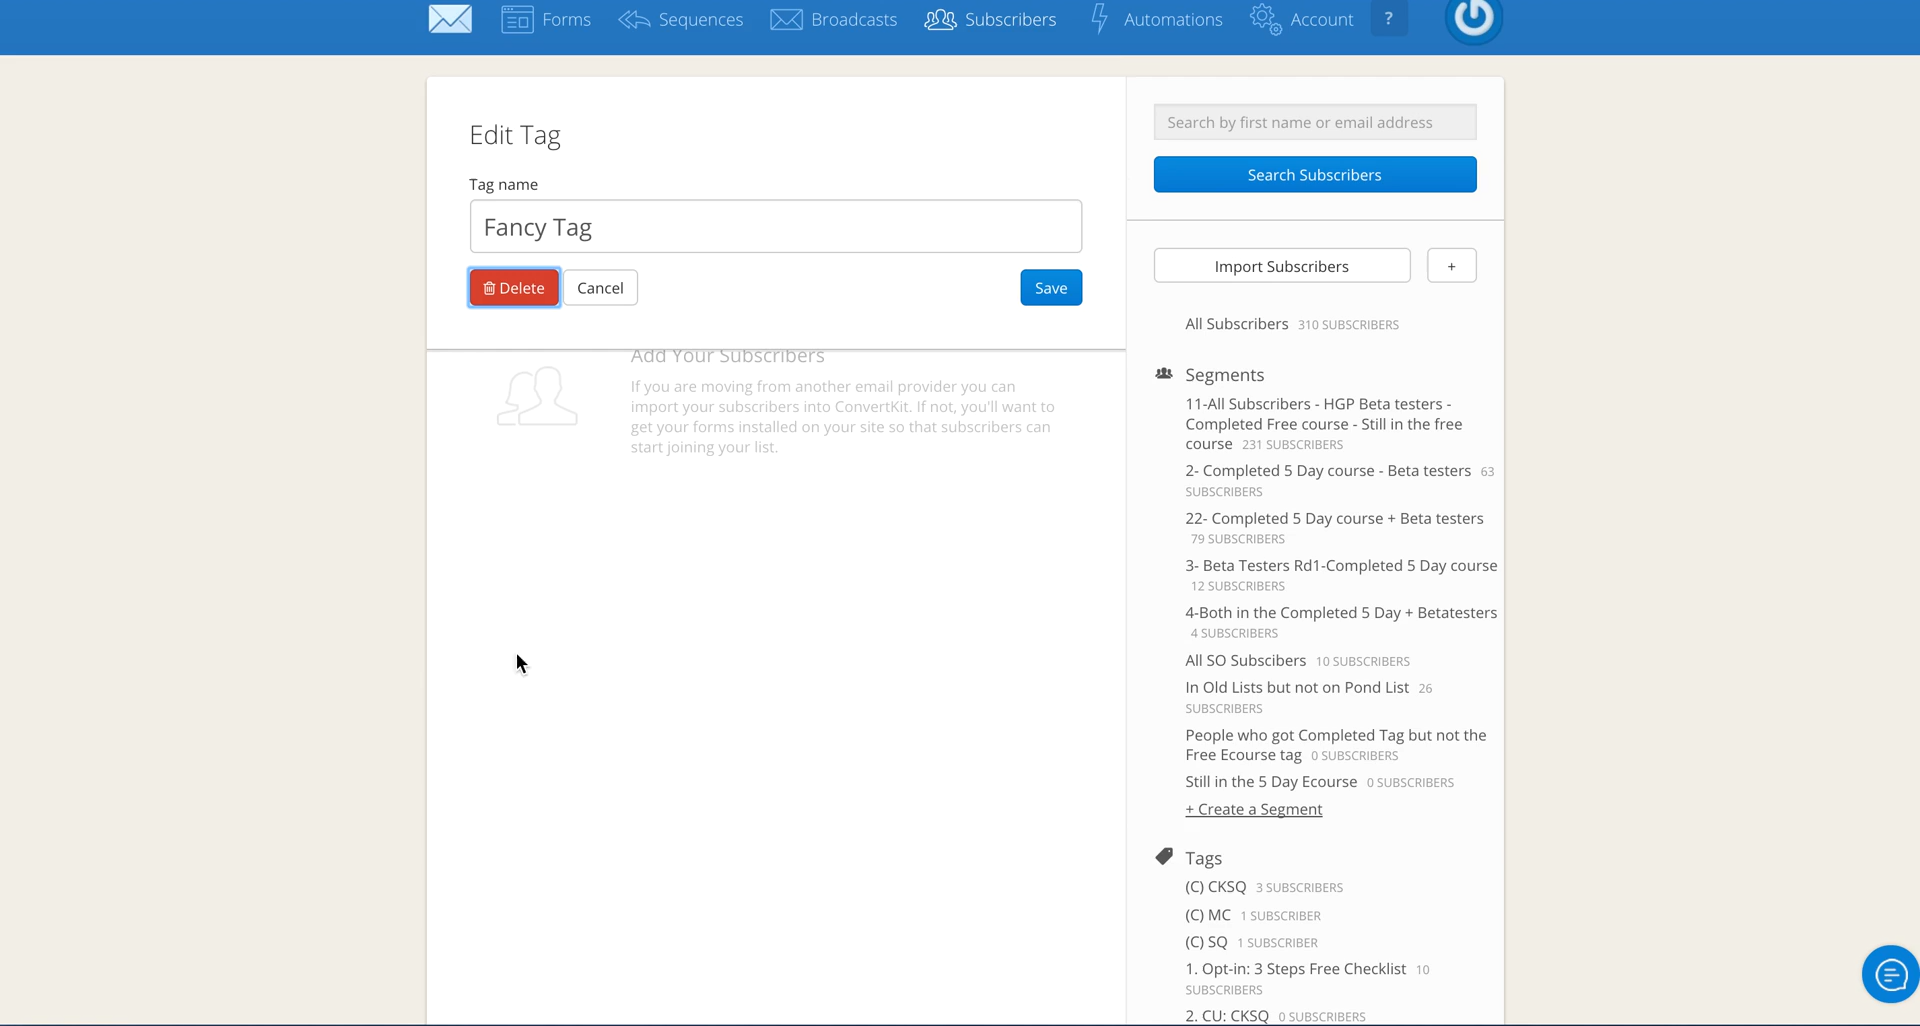 Forms
Sequences
Broadcasts
Subscribers
Automations
Account
?
Edit Tag
Tag name
Fancy Tag
Delete
Cancel
Save
Add Your Subscribers
If you are moving from another email provider you can
import your subscribers into ConvertKit. If not, you'll want to
get your forms installed on your site so that subscribers can
start joining your list.
Search by first name or email address
Search Subscribers
Import Subscribers
+
All Subscribers 310 SUBSCRIBERS
Segments
11-All Subscribers - HGP Beta testers -
Completed Free course - Still in the free
course 231 SUBSCRIBERS
2- Completed 5 Day course - Beta testers 63
SUBSCRIBERS
22- Completed 5 Day course + Beta testers
79 SUBSCRIBERS
3- Beta Testers Rd1-Completed 5 Day course
12 SUBSCRIBERS
4-Both in the Completed 5 Day + Betatesters
4 SUBSCRIBERS
All SO Subscibers 10 SUBSCRIBERS
In Old Lists but not on Pond List 26
SUBSCRIBERS
People who got Completed Tag but not the
Free Ecourse tag 0 SUBSCRIBERS
Still in the 5 Day Ecourse 0 SUBSCRIBERS
+ Create a Segment
Tags
(C) CKSQ 3 SUBSCRIBERS
(C) MC 1 SUBSCRIBER
(C) SQ 1 SUBSCRIBER
1. Opt-in: 3 Steps Free Checklist 10
SUBSCRIBERS
2. CU: CKSQ 0 SUBSCRIBERS